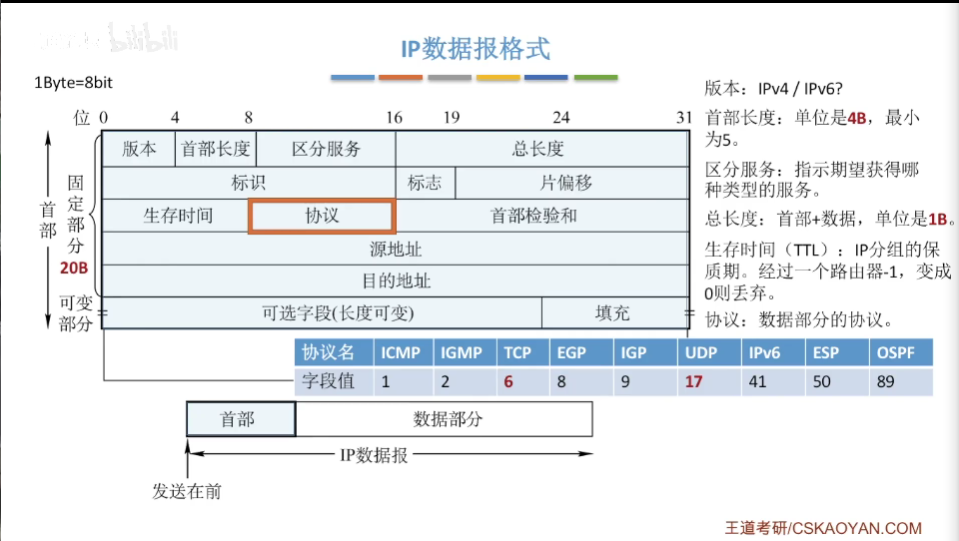 bilibili
IP数据报格式
1Byte=8bit
位 0 4 8 16 19 24 31
版本 首部长度 区分服务 总长度
标识 标志 片偏移
生存时间 协议 首部检验和
源地址
目的地址
可选字段(长度可变) 填充
首部
固定部分
20B
可变
部分
版本：IPv4 / IPv6?
首部长度：单位是4B，最小
为5。
区分服务：指示期望获得哪
种类型的服务。
总长度：首部+数据，单位是1B。
生存时间（TTL）：IP分组的保
质期。经过一个路由器-1，变成
0则丢弃。
协议：数据部分的协议。
协议名 ICMP IGMP TCP EGP IGP UDP IPv6 ESP OSPF
字段值 1 2 6 8 9 17 41 50 89
首部 数据部分
IP数据报
发送在前
王道考研/CSKAOYAN.COM